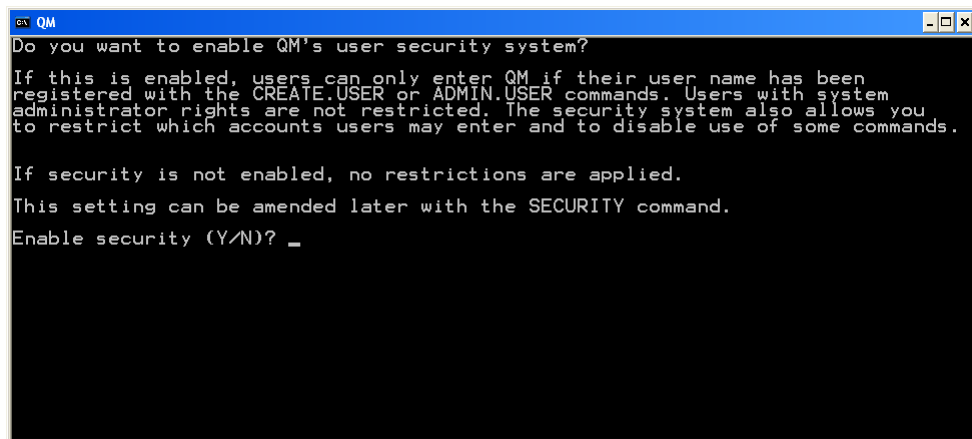 QM
Do you want to enable QM's user security system?
If this is enabled, users can only enter QM if their user name has been
registered with the CREATE.USER or ADMIN.USER commands. Users with system
administrator rights are not restricted. The security system also allows you
to restrict which accounts users may enter and to disable use of some commands.
If security is not enabled, no restrictions are applied.
This setting can be amended later with the SECURITY command.
Enable security (Y/N)? _